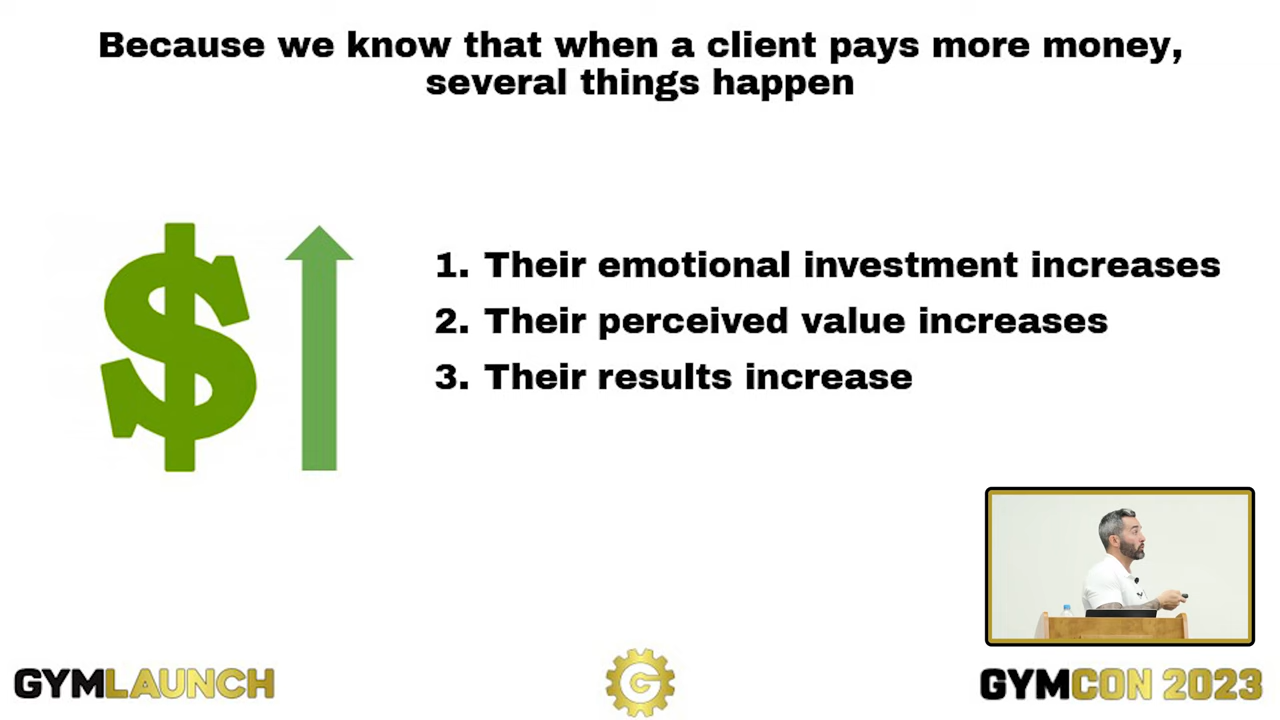 Because we know that when a client pays more money,
several things happen
$
1. Their emotional investment increases
2. Their perceived value increases
3. Their results increase
GYMLAUNCH
G
GYMCON 2023